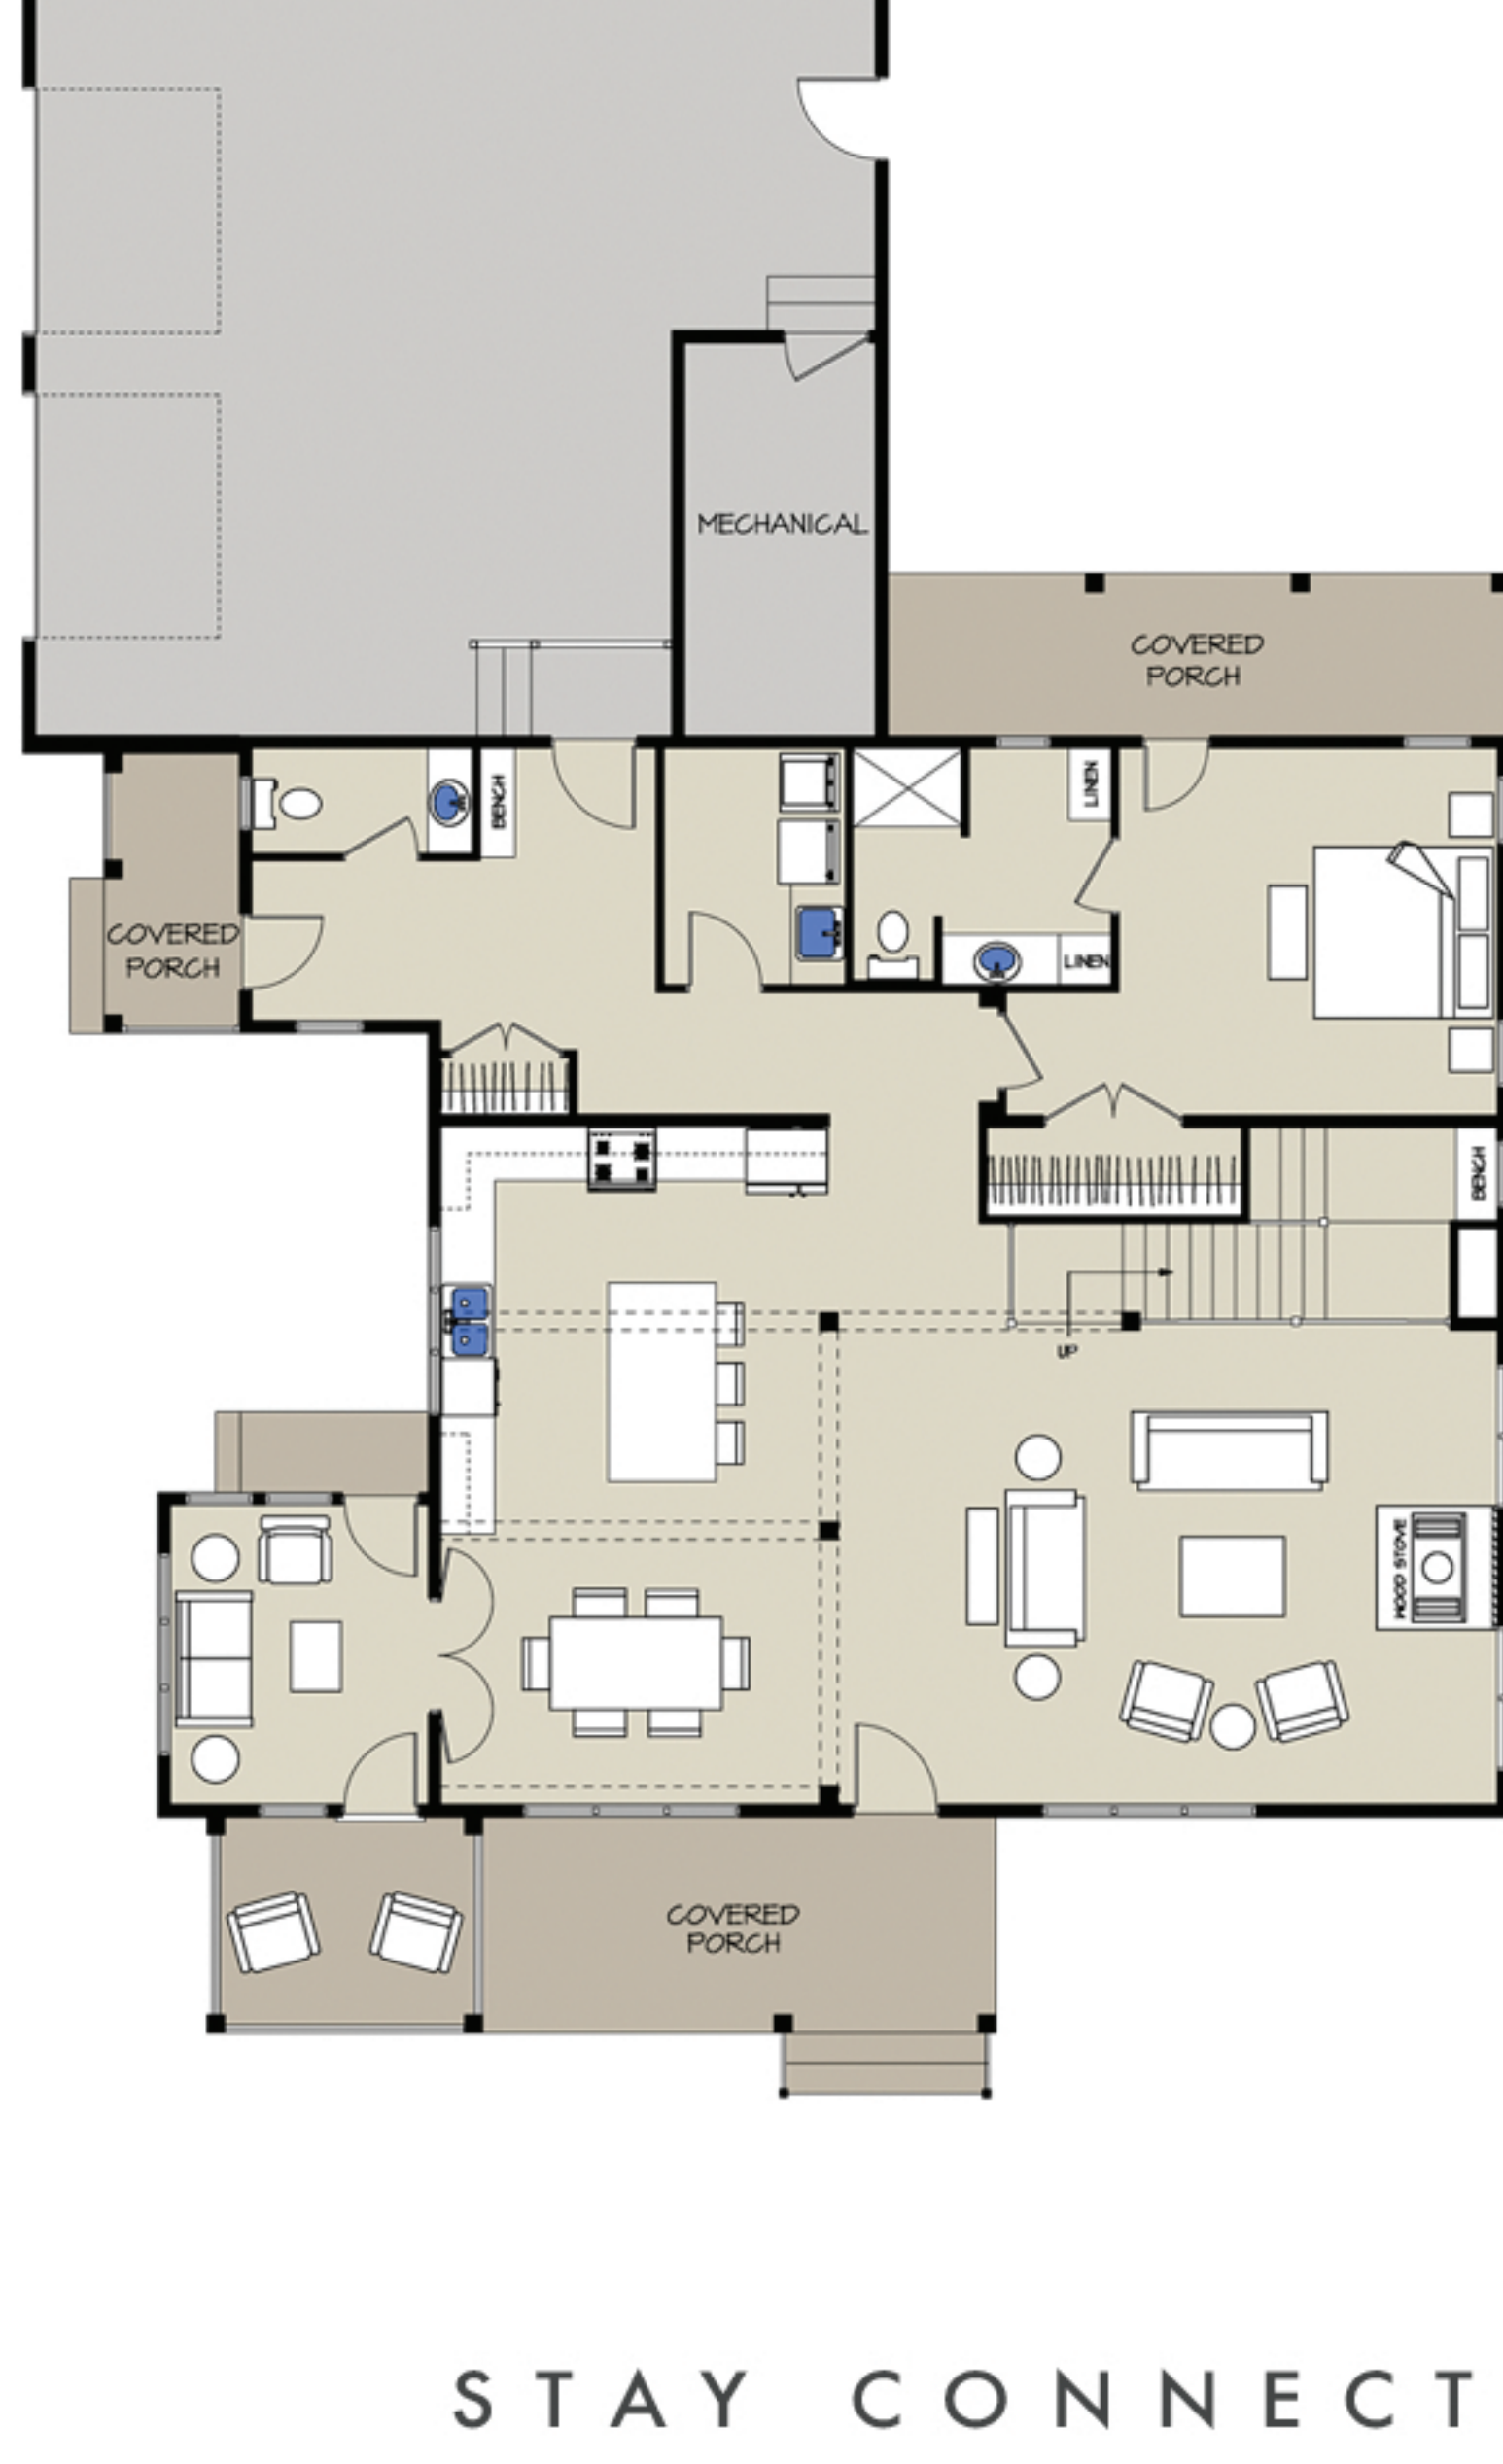 MECHANICAL
COVERED
PORCH
BENCH
LINEN
COVERED
PORCH
LINEN
BENCH
UP
WOOD STOVE
COVERED
PORCH
STAY CONNECT